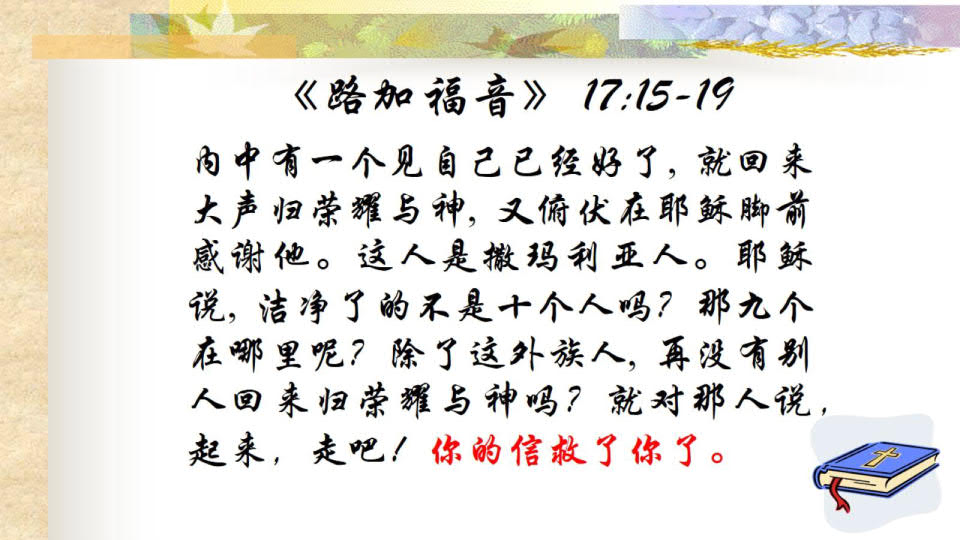 《路加福音》 17:15-19
内中有一个见自己已经好了, 就回来
大声归荣耀与神, 又俯伏在耶稣脚前
感谢他。这人是撒玛利亚人。耶稣
说, 洁净了的不是十个人吗? 那九个
在哪里呢? 除了这外族人, 再没有别
人回来归荣耀与神吗? 就对那人说,
起来, 走吧! 你的信救了你了。